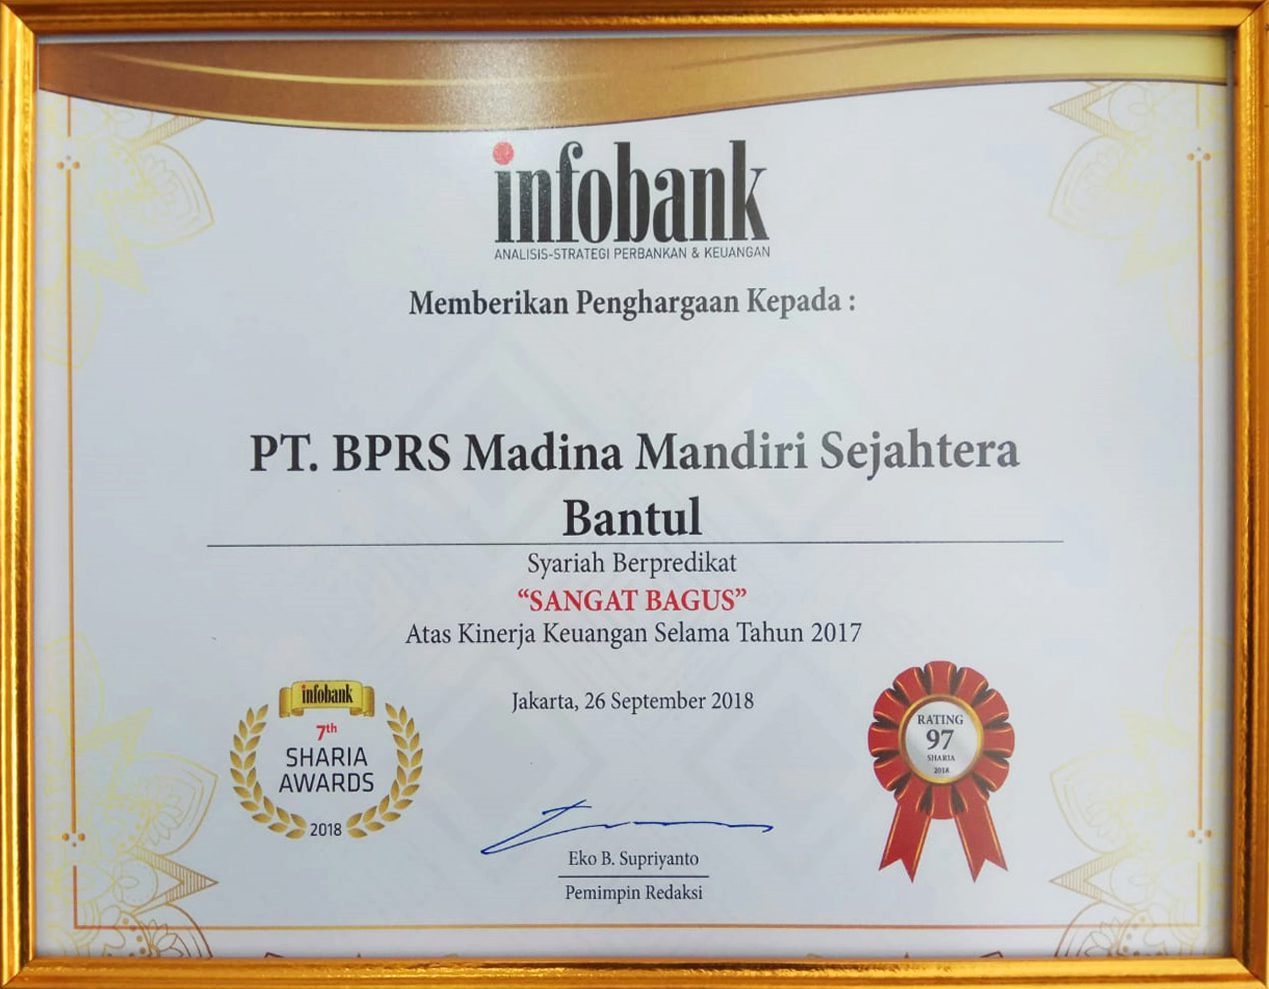 infobank
ANALISIS-STRATEGI PERBANKAN & KEUANGAN
Memberikan Penghargaan Kepada :
PT. BPRS Madina Mandiri Sejahtera
Bantul
Syariah Berpredikat
“SANGAT BAGUS”
Atas Kinerja Keuangan Selama Tahun 2017
Jakarta, 26 September 2018
infobank
7th
SHARIA
AWARDS
2018
RATING
97
SHARIA
2018
Eko B. Supriyanto
Pemimpin Redaksi